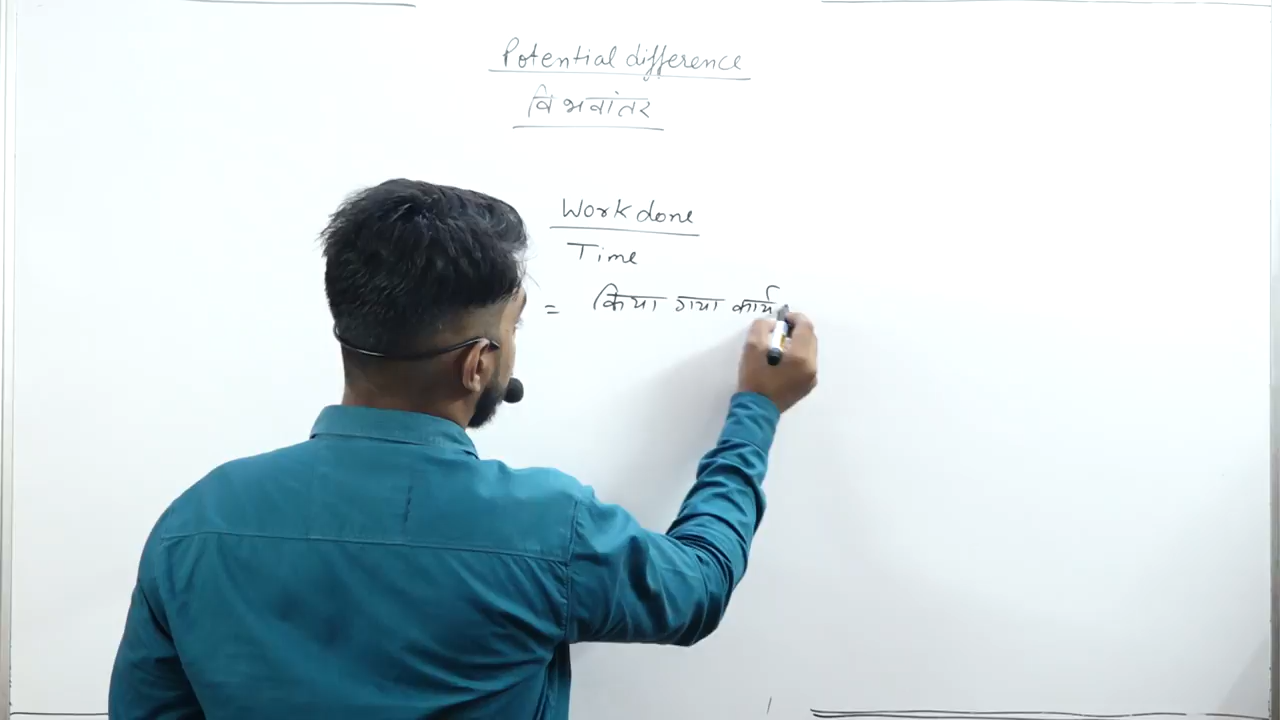 Potential difference
विभवांतर
Work done
Time
= किया गया कार्य